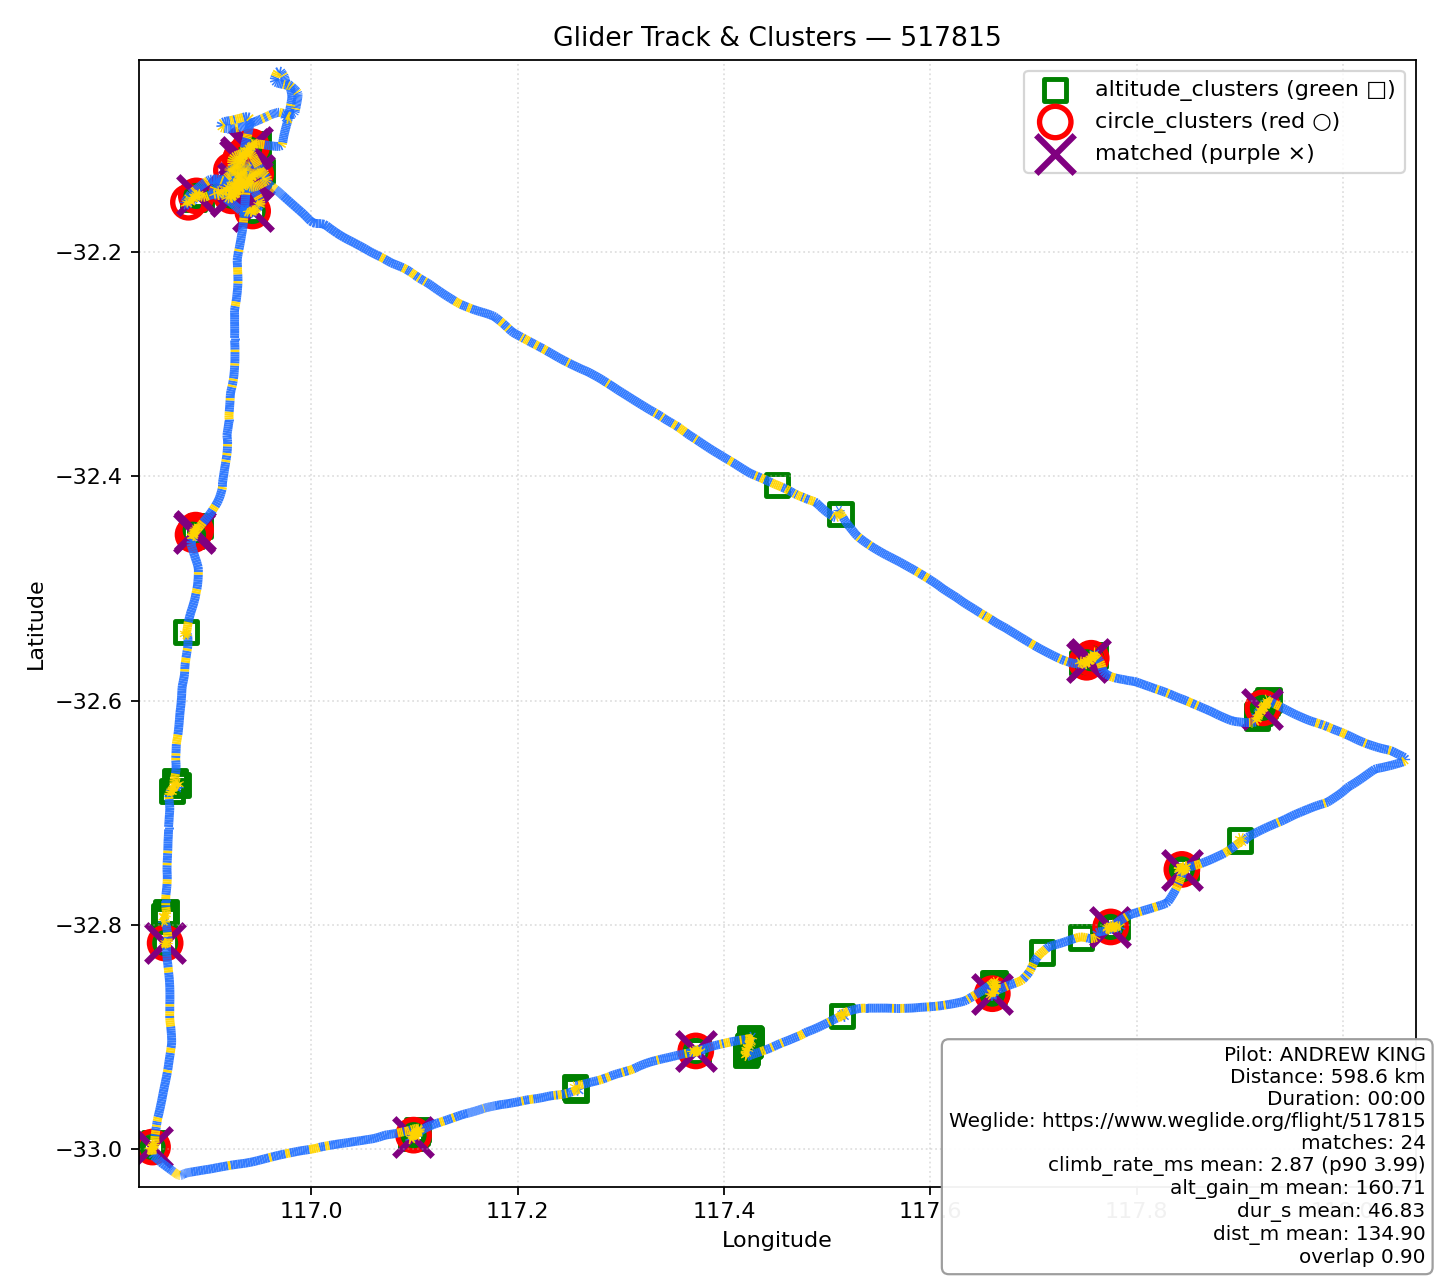 Glider Track & Clusters — 517815
altitude_clusters (green □)
circle_clusters (red ○)
matched (purple ×)
Latitude
−32.2
−32.4
−32.6
−32.8
−33.0
117.0
117.2
117.4
117.6
117.8
Longitude
Pilot: ANDREW KING
Distance: 598.6 km
Duration: 00:00
Weglide: https://www.weglide.org/flight/517815
matches: 24
climb_rate_ms mean: 2.87 (p90 3.99)
alt_gain_m mean: 160.71
dur_s mean: 46.83
dist_m mean: 134.90
overlap 0.90